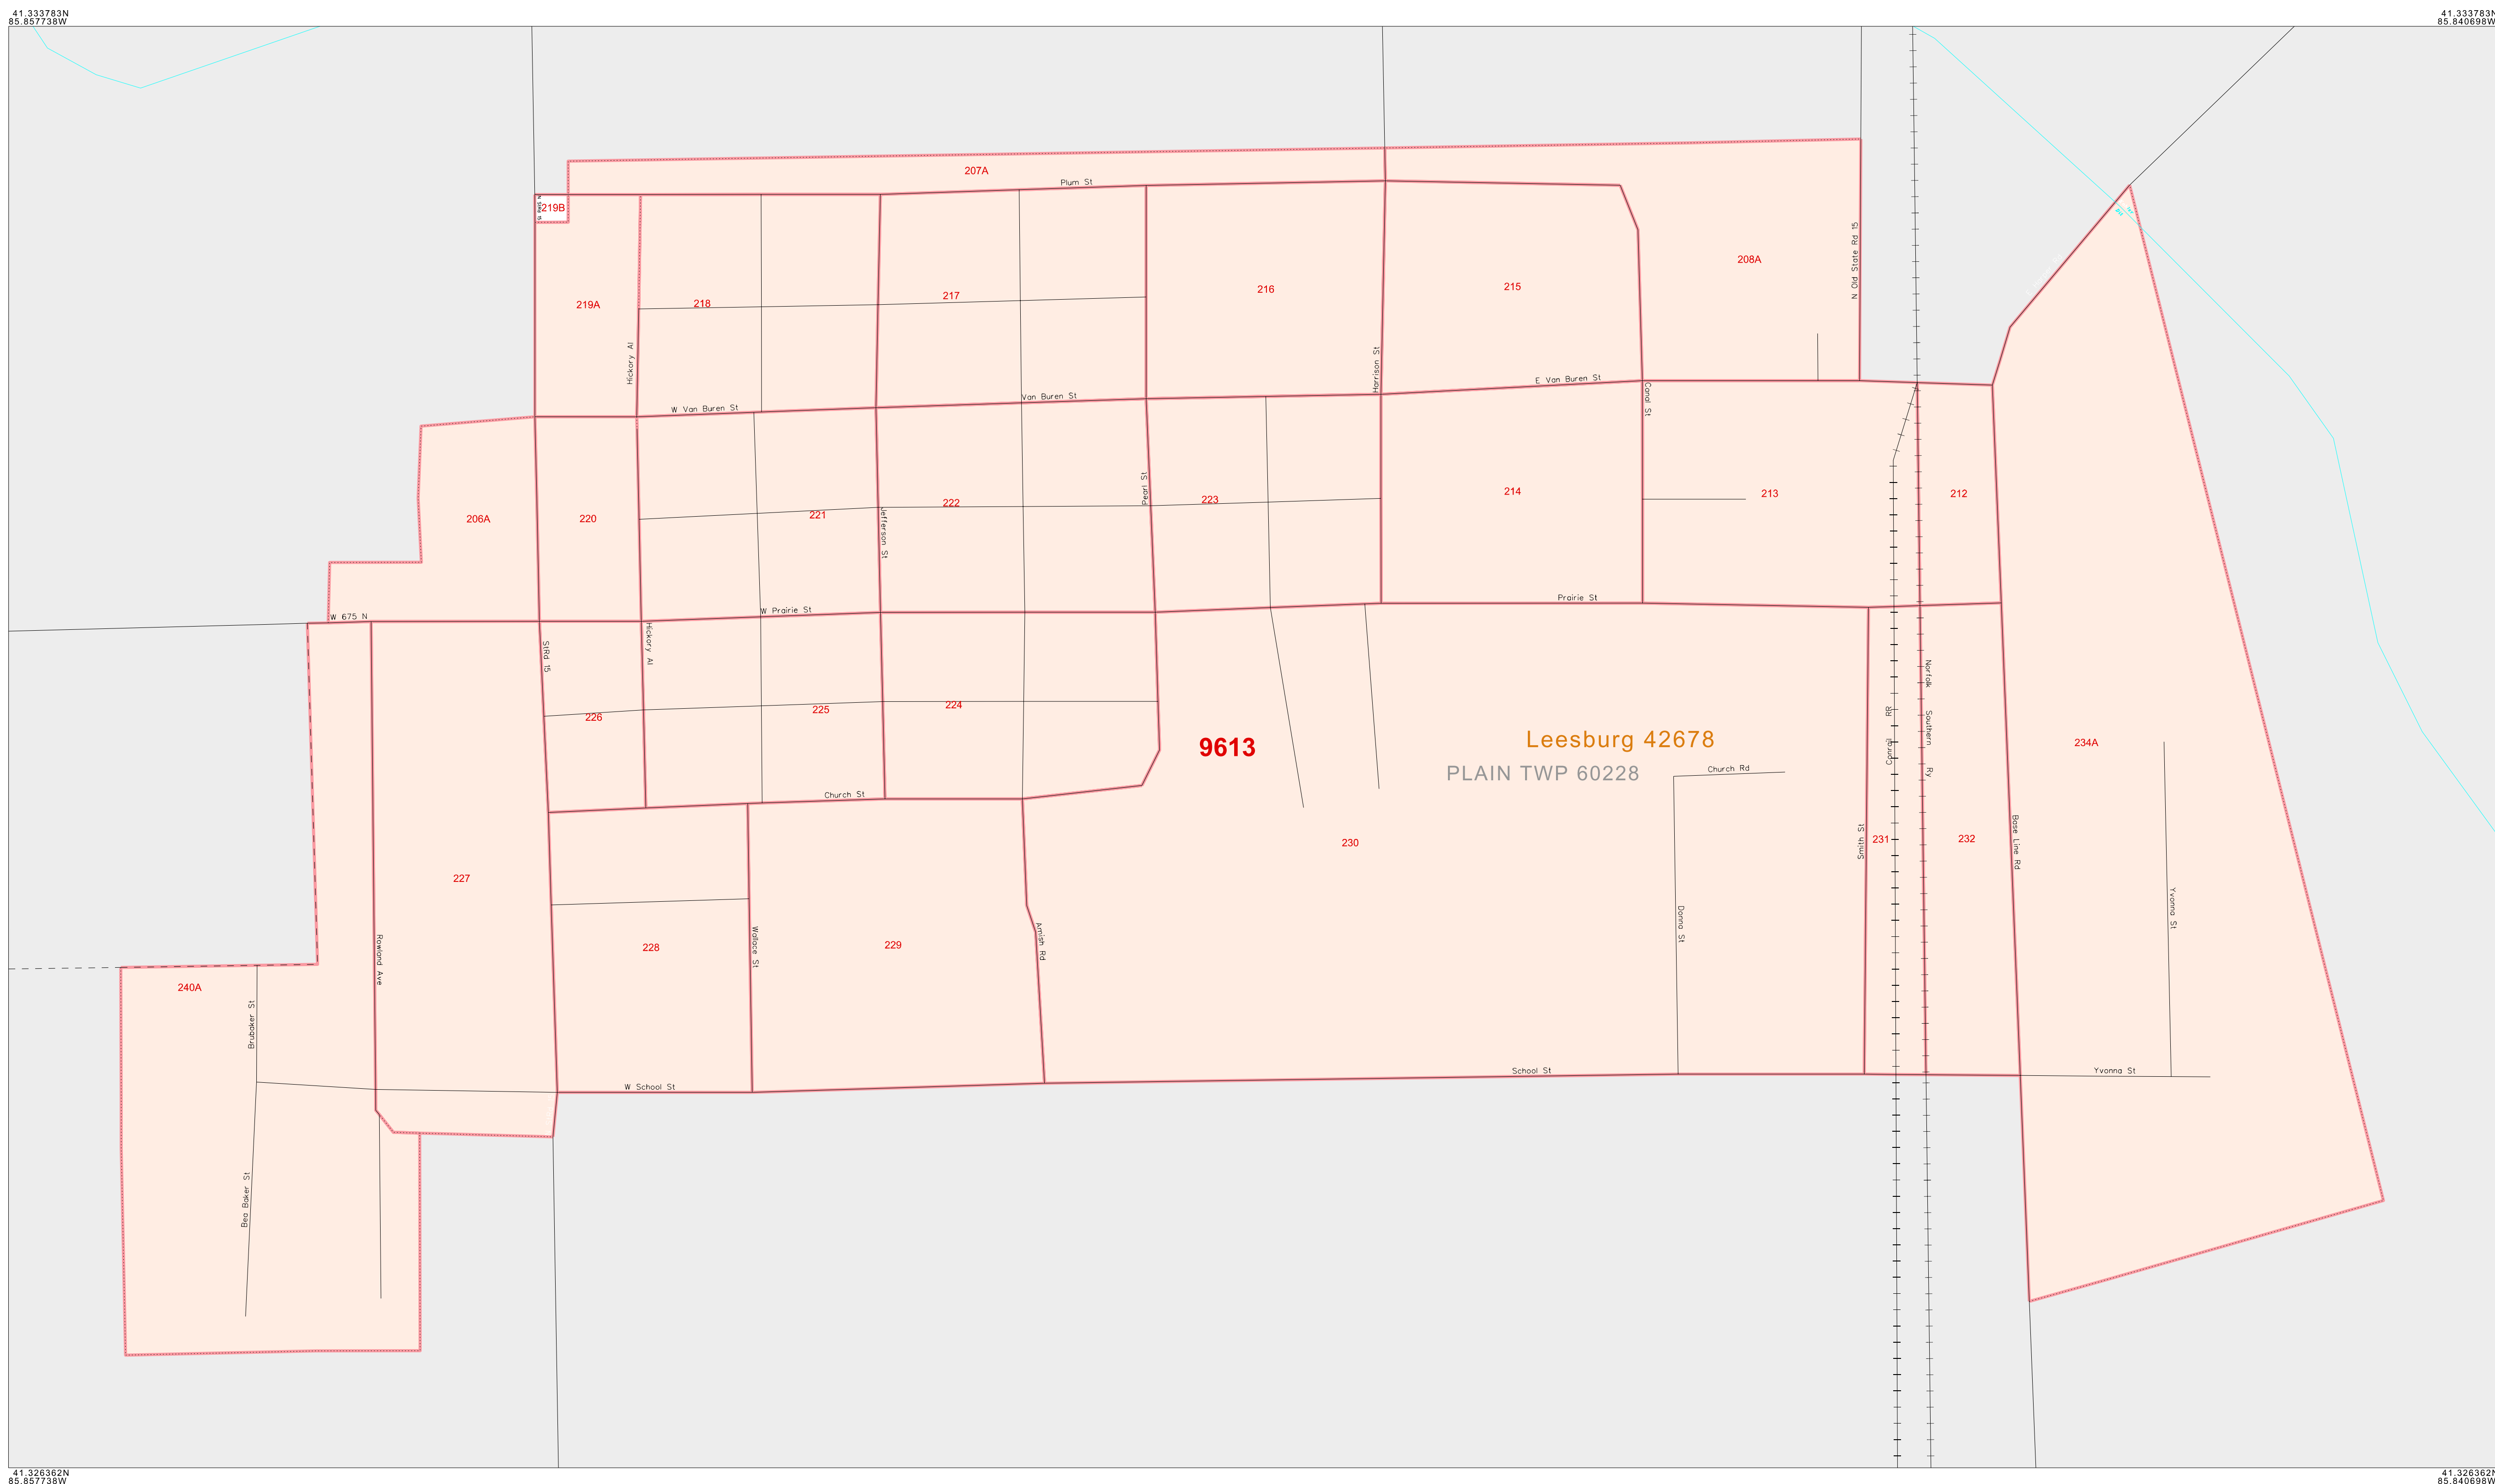 41.333783N
85.857738W
41.333783N
85.840698W
207A
Plum St
219B
N Old State Rd 15
208A
219A
218
217
216
215
Hickory Al
Harrison St
W Van Buren St
Van Buren St
E Van Buren St
Canal St
206A
220
221
222
Pearl St
223
214
213
212
Jefferson St
W 675 N
W Prairie St
Prairie St
StRd 15
Hickory Al
226
225
224
9613
Leesburg 42678
PLAIN TWP 60228
Church Rd
Conrail RR
Norfolk Southern Ry
234A
Church St
230
Smith St
231
232
Base Line Rd
227
228
Wallace St
229
Amish Rd
Donna St
Yvonna St
Rowland Ave
240A
Brubaker St
W School St
School St
Yvonna St
Bea Baker St
41.326362N
85.857738W
41.326362N
85.840698W